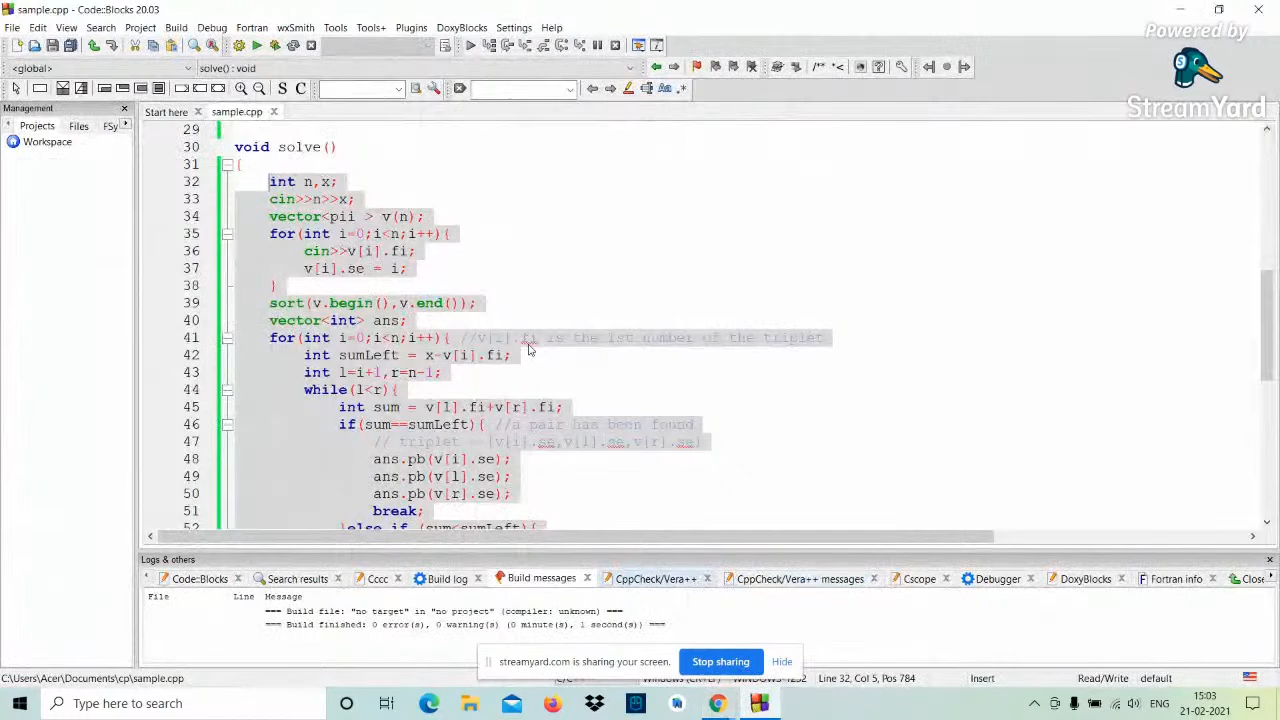 sample.cpp - Code::Blocks 20.03
File Edit View Search Project Build Debug Fortran wxSmith Tools Tools+ Plugins DoxyBlocks Settings Help
Powered by
StreamYard
<global> solve() : void
S C
Management
Projects Files FSy
Workspace
Start here sample.cpp
29
30 void solve()
31 {
32 int n,x;
33 cin>>n>>x;
34 vector<pii > v(n);
35 for(int i=0;i<n;i++){
36 cin>>v[i].fi;
37 v[i].se = i;
38 }
39 sort(v.begin(),v.end());
40 vector<int> ans;
41 for(int i=0;i<n;i++){ //v[i].fi is the 1st number of the triplet
42 int sumLeft = x-v[i].fi;
43 int l=i+1,r=n-1;
44 while(l<r){
45 int sum = v[l].fi+v[r].fi;
46 if(sum==sumLeft){ //a pair has been found
47 // triplet = {v[i].se,v[l].se,v[r].se}
48 ans.pb(v[i].se);
49 ans.pb(v[l].se);
50 ans.pb(v[r].se);
51 break;
52 }else if (sum<sumLeft){
Logs & others
Code::Blocks Search results Cccc Build log Build messages CppCheck/Vera++ CppCheck/Vera++ messages Cscope Debugger DoxyBlocks Fortran info Close
File Line Message
=== Build file: "no target" in "no project" (compiler: unknown) ===
=== Build finished: 0 error(s), 0 warning(s) (0 minute(s), 1 second(s)) ===
streamyard.com is sharing your screen. Stop sharing Hide
C:\Users\Acer\Documents\cp\sample.cpp Line 32, Col 5, Pos 784 Insert Read/Write default
Type here to search
ENG
15:03
21-02-2021